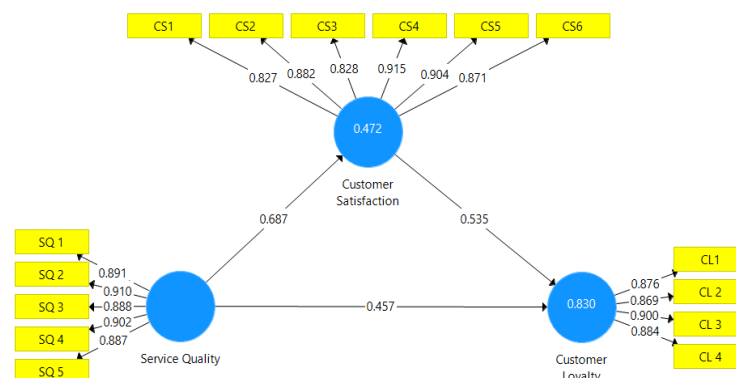 CS1 CS2 CS3 CS4 CS5 CS6
0.827 0.882 0.828 0.915 0.904 0.871
0.472
Customer
Satisfaction
0.687 0.535
SQ 1
SQ 2
SQ 3
SQ 4
SQ 5
0.891
0.910
0.888
0.902
0.887
Service Quality
0.457
0.830
Customer
Loyalty
0.876
0.869
0.900
0.884
CL1
CL 2
CL 3
CL 4